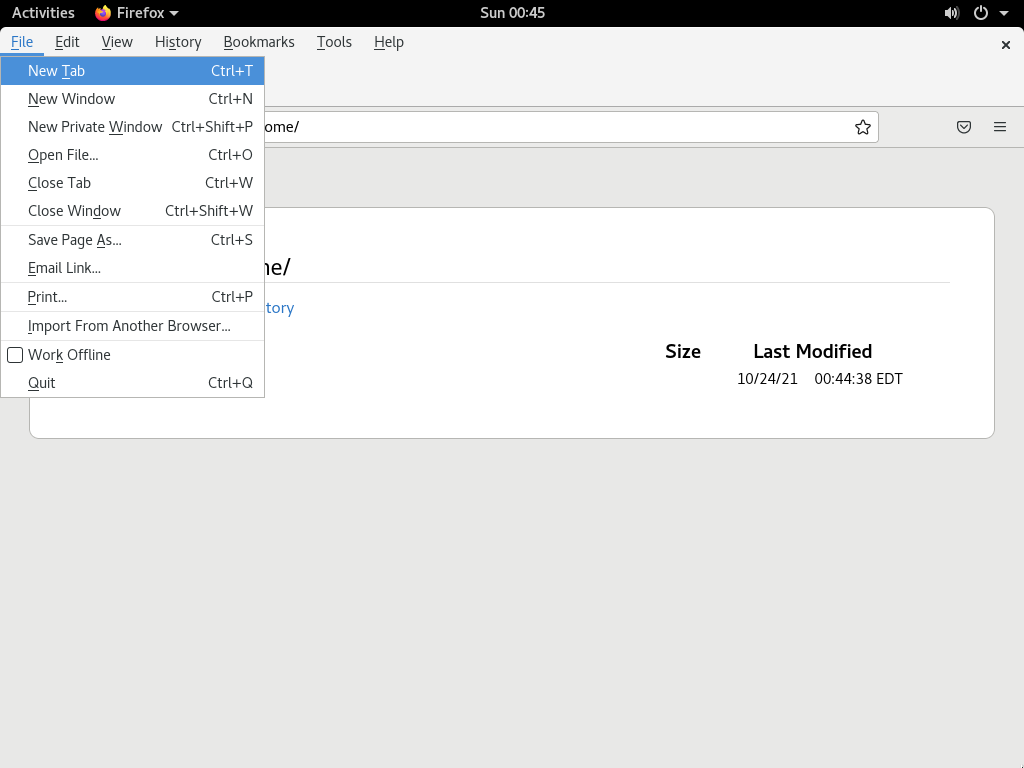 Activities Firefox Sun 00:45
File Edit View History Bookmarks Tools Help
New Tab Ctrl+T
New Window Ctrl+N
New Private Window Ctrl+Shift+P
ome/
Open File... Ctrl+O
Close Tab Ctrl+W
Close Window Ctrl+Shift+W
Save Page As... Ctrl+S
Email Link...
me/
Print... Ctrl+P
tory
Import From Another Browser...
Size Last Modified
Work Offline
Quit Ctrl+Q
10/24/21 00:44:38 EDT